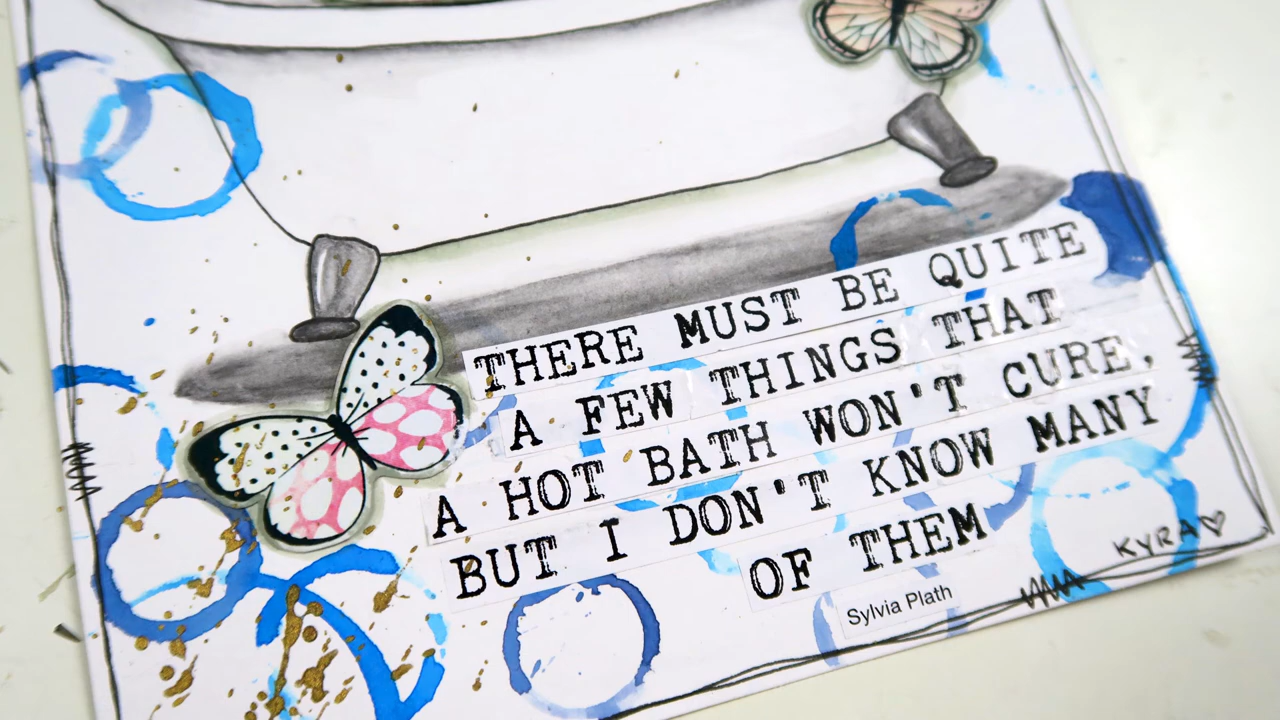 THERE MUST BE QUITE
A FEW THINGS THAT
A HOT BATH WON'T CURE,
BUT I DON'T KNOW MANY
OF THEM
Sylvia Plath
KYRA♡